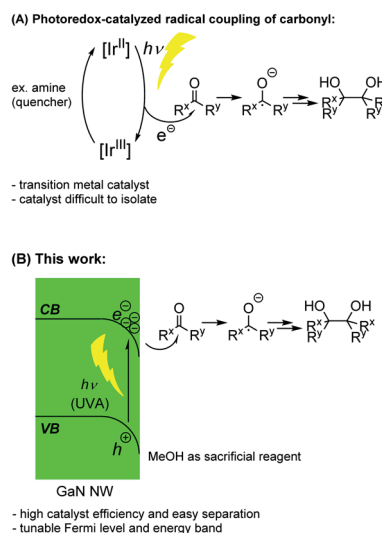 (A) Photoredox-catalyzed radical coupling of carbonyl:
[Ir^II] hν
ex. amine
(quencher)
[Ir^III]
e^⊖
O
R^x R^y
O^⊖
R^x R^y
HO OH
R^x R^x
R^y R^y
- transition metal catalyst
- catalyst difficult to isolate
(B) This work:
CB e^⊖
hν
(UVA)
VB
h^⊕
GaN NW
O
R^x R^y
O^⊖
R^x R^y
HO OH
R^x R^x
R^y R^y
MeOH as sacrificial reagent
- high catalyst efficiency and easy separation
- tunable Fermi level and energy band